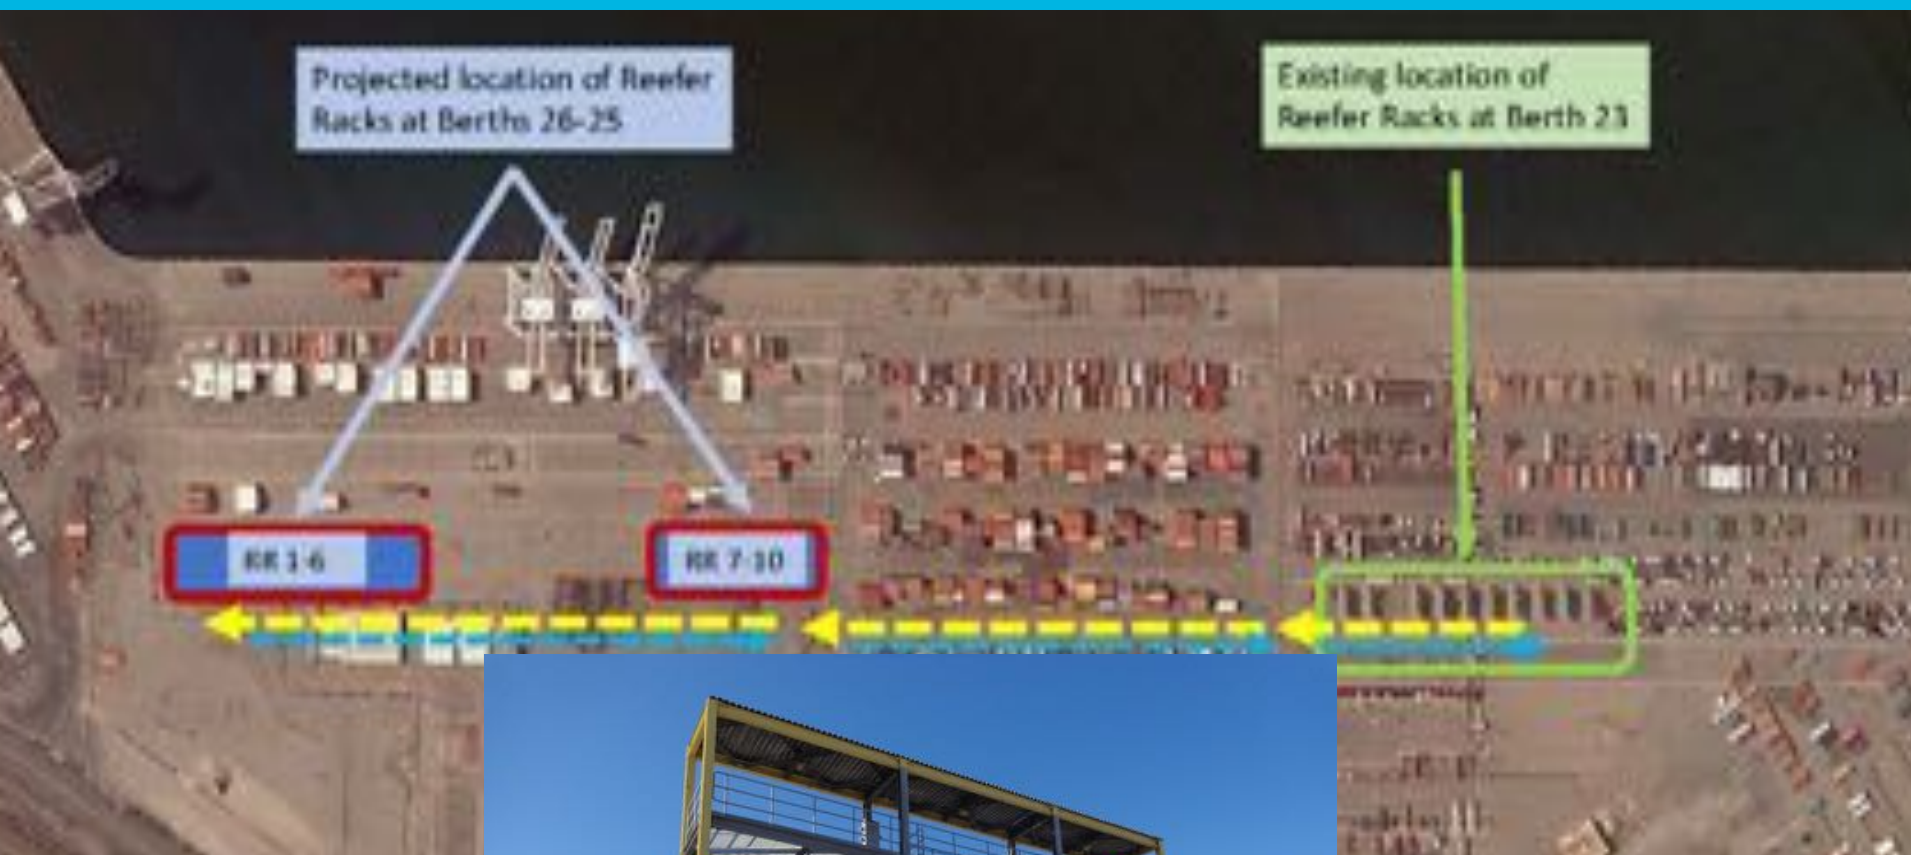 Projected location of Reefer
Racks at Berths 26-25
Existing location of
Reefer Racks at Berth 23
RR 1-6
RR 7-10